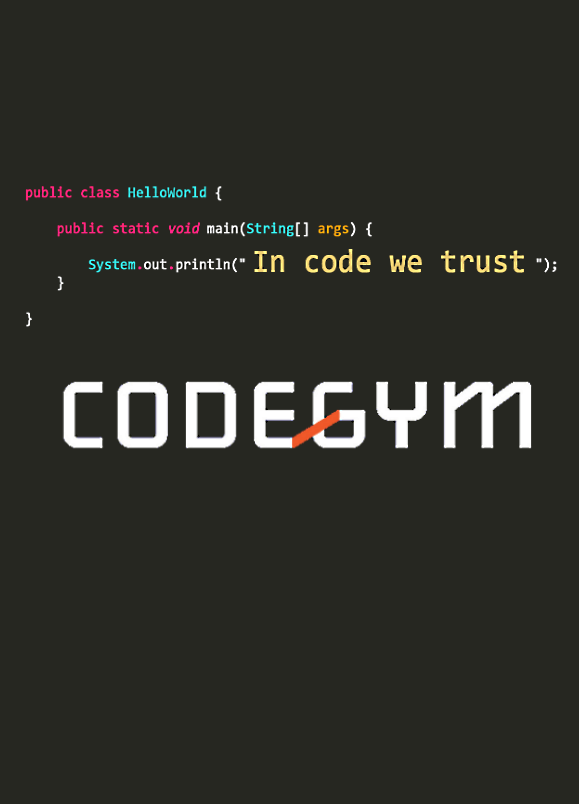 public class HelloWorld {
public static void main(String[] args) {
System.out.println(" In code we trust ");
}
}
CODEGYM